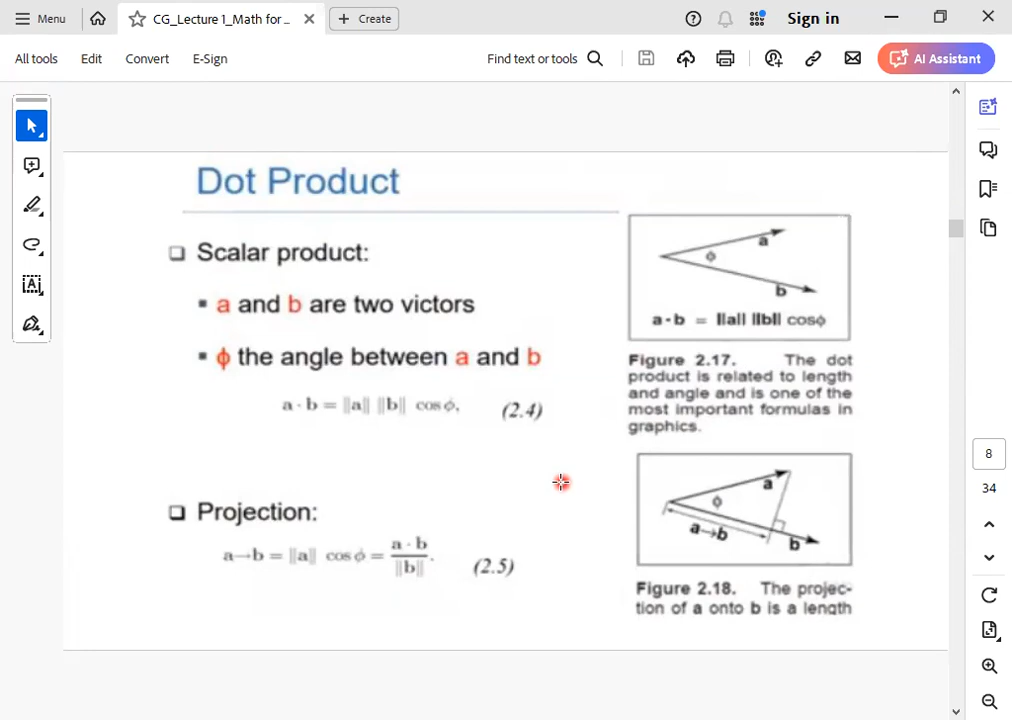 Menu
CG_Lecture 1_Math for ...
Create
Sign in
All tools
Edit
Convert
E-Sign
Find text or tools
AI Assistant
Dot Product
Scalar product:
a and b are two victors
ϕ the angle between a and b
a · b = ||a|| ||b|| cos ϕ, (2.4)
Projection:
a→b = ||a|| cos ϕ = a · b / ||b||. (2.5)
a
ϕ
b
a · b = ||a|| ||b|| cosϕ
Figure 2.17. The dot
product is related to length
and angle and is one of the
most important formulas in
graphics.
a
ϕ
a→b
b
Figure 2.18. The projec-
tion of a onto b is a length
8
34